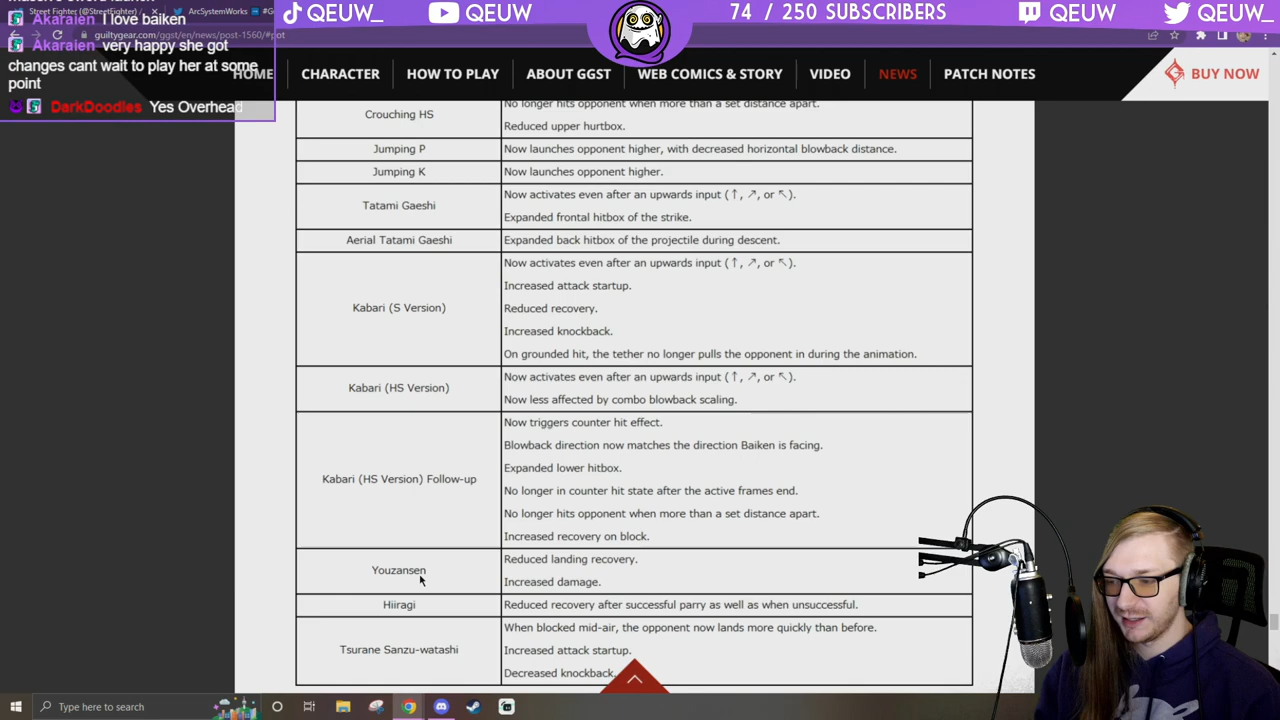 Akaraien I love baiken
Akaraien very happy she got
changes cant wait to play her at some
point
DarkDoodles Yes Overhead
QEUW_
QEUW
74 / 250 SUBSCRIBERS
QEUW
QEUW_
Street Fighter (@StreetFighter) /
ArcSystemWorks
guiltygear.com/ggst/en/news/post-1560/#pot
HOME
CHARACTER
HOW TO PLAY
ABOUT GGST
WEB COMICS & STORY
VIDEO
NEWS
PATCH NOTES
BUY NOW
Crouching HS
No longer hits opponent when more than a set distance apart.
Reduced upper hurtbox.
Jumping P
Now launches opponent higher, with decreased horizontal blowback distance.
Jumping K
Now launches opponent higher.
Tatami Gaeshi
Now activates even after an upwards input (↑, ↗, or ↖).
Expanded frontal hitbox of the strike.
Aerial Tatami Gaeshi
Expanded back hitbox of the projectile during descent.
Kabari (S Version)
Now activates even after an upwards input (↑, ↗, or ↖).
Increased attack startup.
Reduced recovery.
Increased knockback.
On grounded hit, the tether no longer pulls the opponent in during the animation.
Kabari (HS Version)
Now activates even after an upwards input (↑, ↗, or ↖).
Now less affected by combo blowback scaling.
Kabari (HS Version) Follow-up
Now triggers counter hit effect.
Blowback direction now matches the direction Baiken is facing.
Expanded lower hitbox.
No longer in counter hit state after the active frames end.
No longer hits opponent when more than a set distance apart.
Increased recovery on block.
Youzansen
Reduced landing recovery.
Increased damage.
Hiiragi
Reduced recovery after successful parry as well as when unsuccessful.
Tsurane Sanzu-watashi
When blocked mid-air, the opponent now lands more quickly than before.
Increased attack startup.
Decreased knockback.
Type here to search